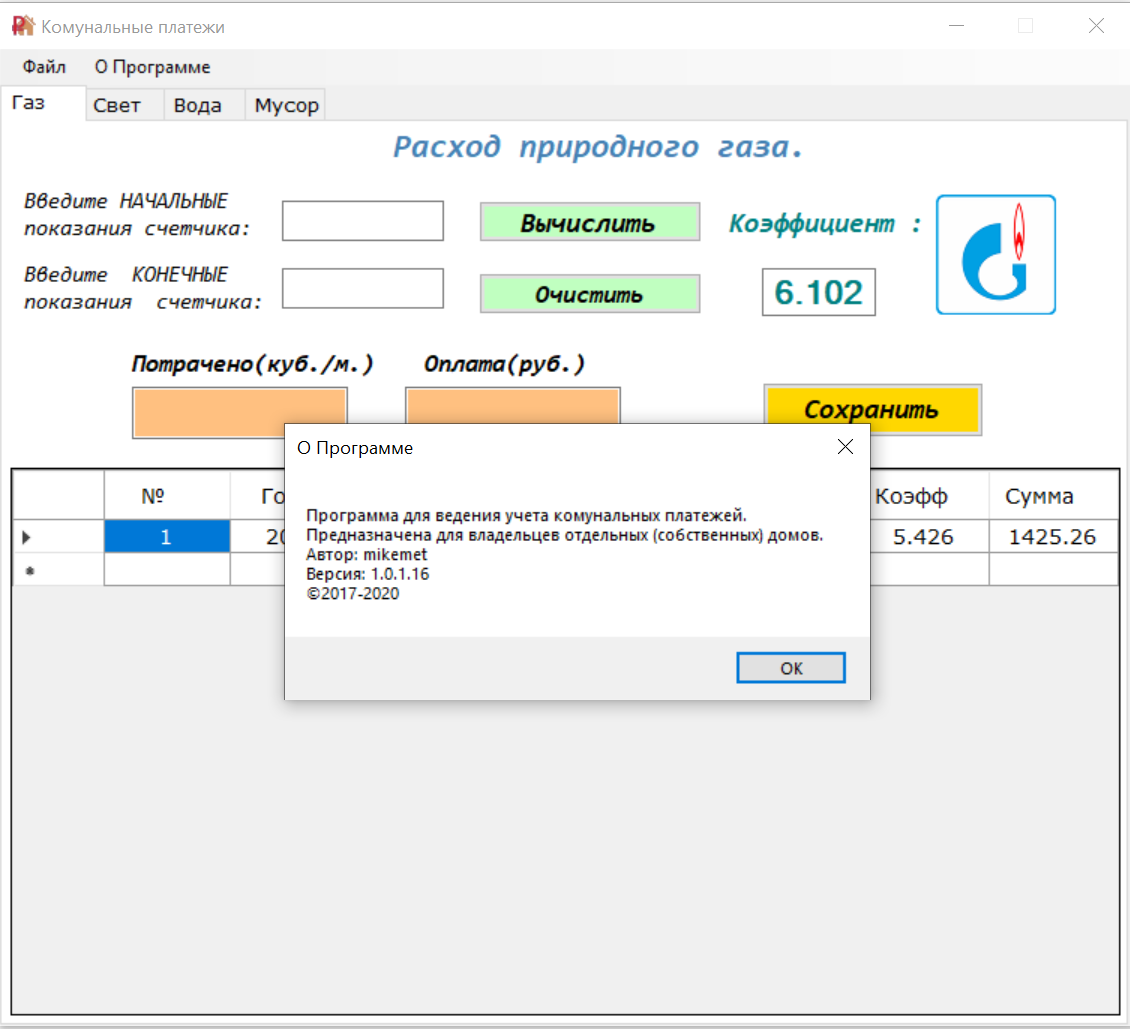 Комунальные платежи
Файл О Программе
Газ Свет Вода Мусор
Расход природного газа.
Введите НАЧАЛЬНЫЕ
показания счетчика:
Вычислить
Коэффициент :
Введите КОНЕЧНЫЕ
показания счетчика:
Очистить
6.102
Потрачено(куб./м.) Оплата(руб.)
Сохранить
О Программе
Программа для ведения учета комунальных платежей.
Предназначена для владельцев отдельных (собственных) домов.
Автор: mikemet
Версия: 1.0.1.16
©2017-2020
OK
№ Коэфф Сумма
1 5.426 1425.26